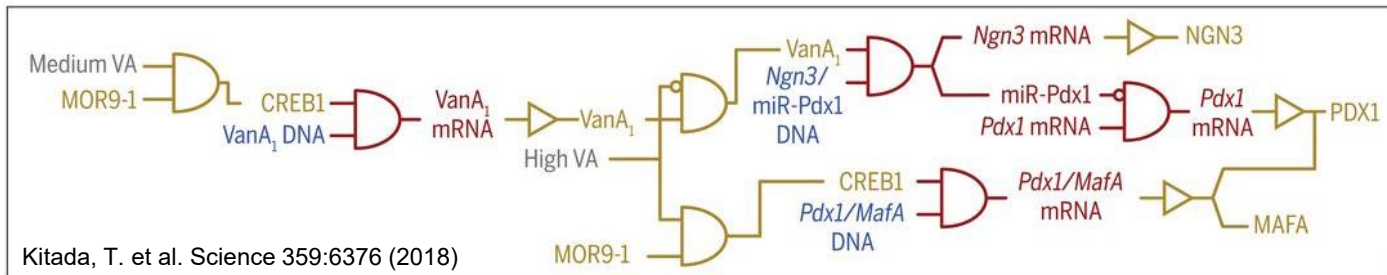 Medium VA
MOR9-1
CREB1
VanA1 DNA
VanA1
mRNA
VanA1
High VA
MOR9-1
VanA1
Ngn3/
miR-Pdx1
DNA
Ngn3 mRNA
NGN3
miR-Pdx1
Pdx1 mRNA
Pdx1
mRNA
PDX1
CREB1
Pdx1/MafA
DNA
Pdx1/MafA
mRNA
MAFA
Kitada, T. et al. Science 359:6376 (2018)